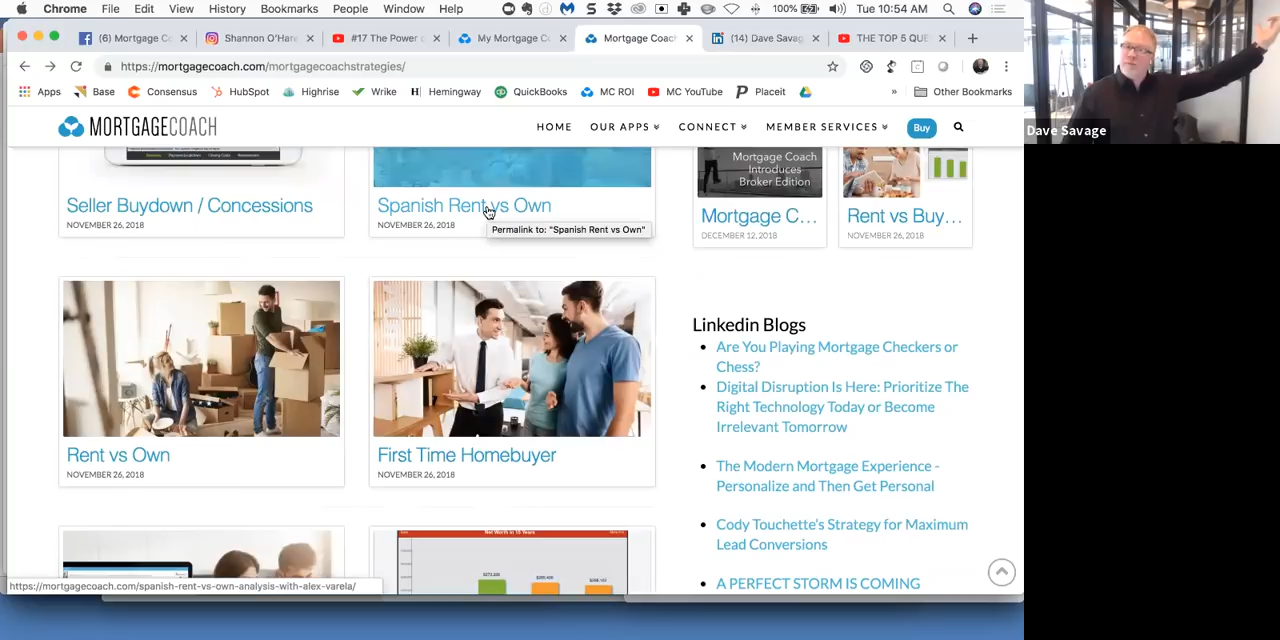 Chrome File Edit View History Bookmarks People Window Help 100% Tue 10:54 AM
(6) Mortgage Co
Shannon O'Hare
#17 The Power o
My Mortgage C
Mortgage Coach
(14) Dave Savag
THE TOP 5 QUE
https://mortgagecoach.com/mortgagecoachstrategies/
Apps Base Consensus HubSpot Highrise Wrike Hemingway QuickBooks MC ROI MC YouTube Placeit » Other Bookmarks
Dave Savage
MORTGAGECOACH
HOME OUR APPS CONNECT MEMBER SERVICES Buy
Seller Buydown / Concessions
NOVEMBER 26, 2018
Spanish Rent vs Own
NOVEMBER 26, 2018
Permalink to: "Spanish Rent vs Own"
Mortgage Coach
Introduces
Broker Edition
Mortgage C...
DECEMBER 12, 2018
Rent vs Buy...
NOVEMBER 26, 2018
Rent vs Own
NOVEMBER 26, 2018
First Time Homebuyer
NOVEMBER 26, 2018
Linkedin Blogs
Are You Playing Mortgage Checkers or
Chess?
Digital Disruption Is Here: Prioritize The
Right Technology Today or Become
Irrelevant Tomorrow
The Modern Mortgage Experience -
Personalize and Then Get Personal
Cody Touchette's Strategy for Maximum
Lead Conversions
A PERFECT STORM IS COMING
Net Worth in 15 Years
https://mortgagecoach.com/spanish-rent-vs-own-analysis-with-alex-varela/